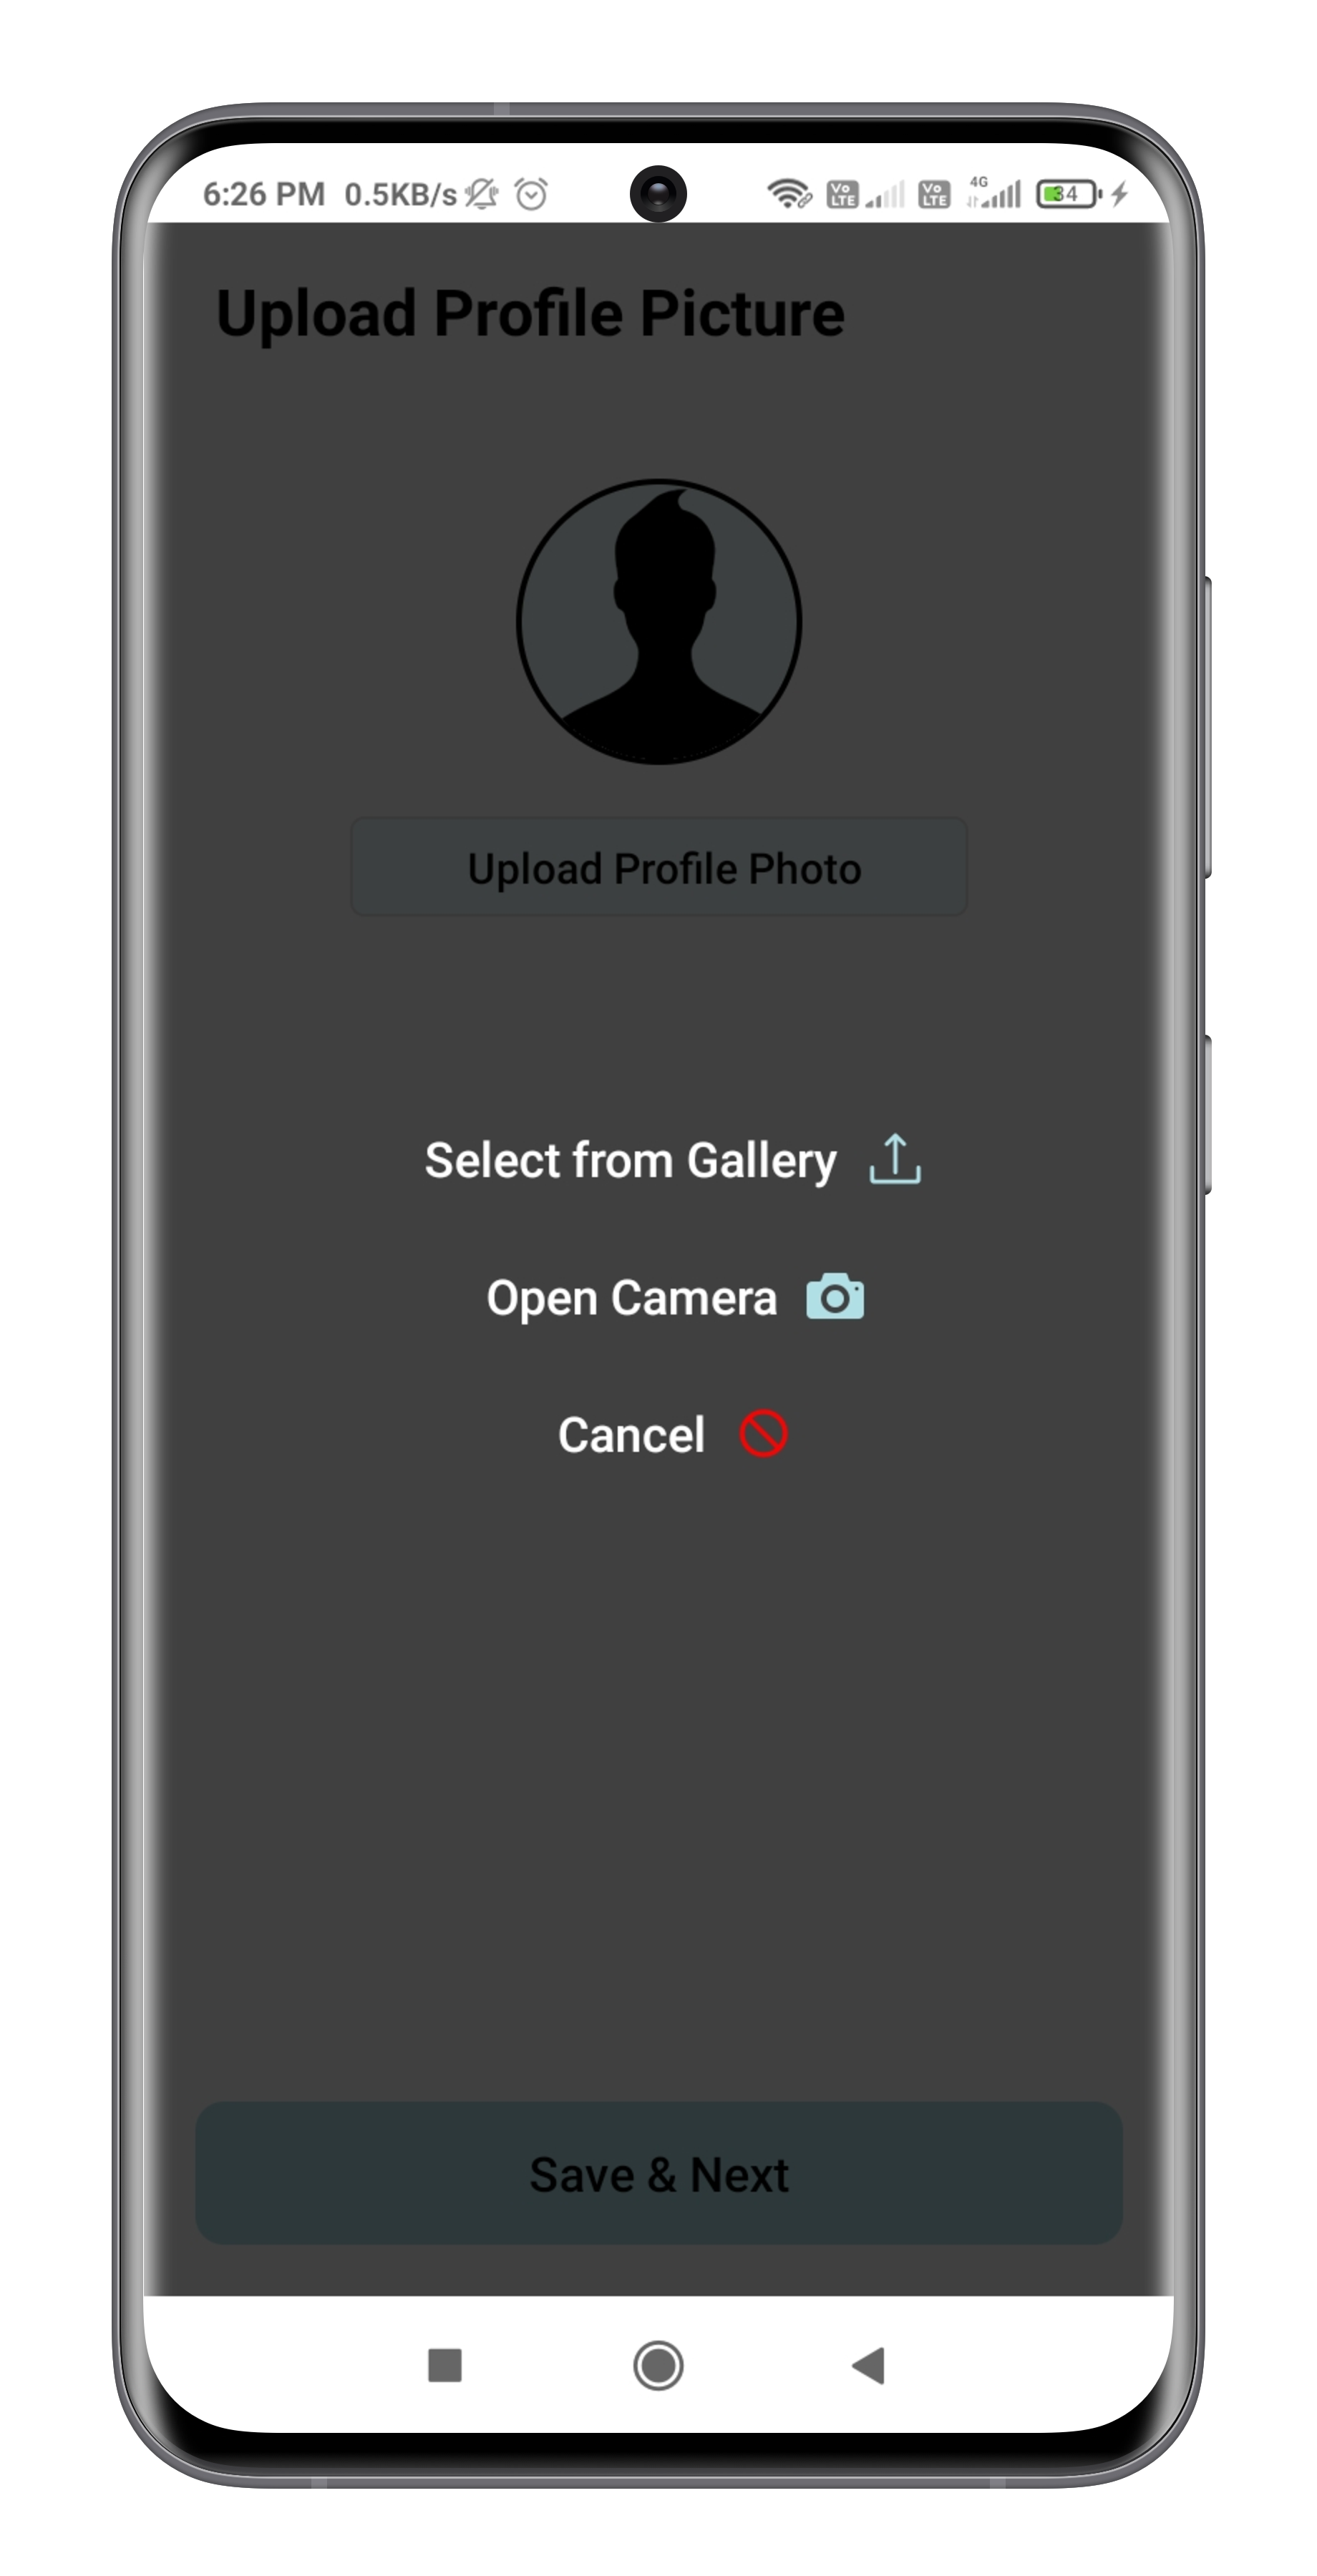 6:26 PM 0.5KB/s Vo LTE Vo LTE 4G 34
Upload Profile Picture
Upload Profile Photo
Select from Gallery
Open Camera
Cancel
Save & Next